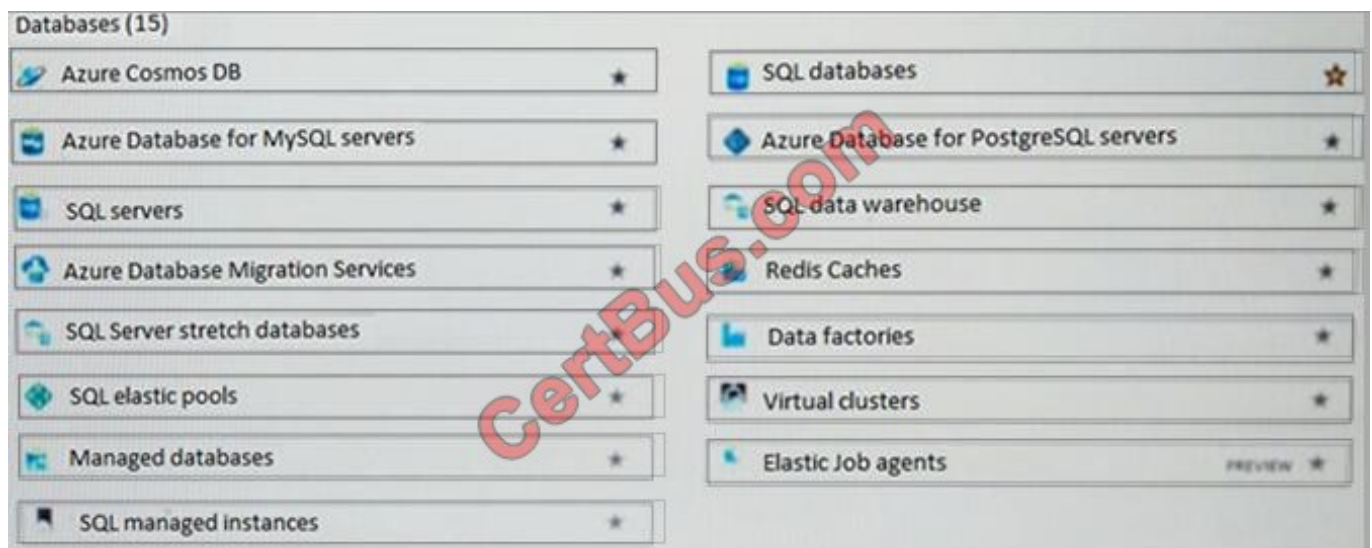 Databases (15)
Azure Cosmos DB
SQL databases
Azure Database for MySQL servers
Azure Database for PostgreSQL servers
SQL servers
SQL data warehouse
Azure Database Migration Services
Redis Caches
SQL Server stretch databases
Data factories
SQL elastic pools
Virtual clusters
Managed databases
Elastic Job agents PREVIEW
SQL managed instances
CertBus.com